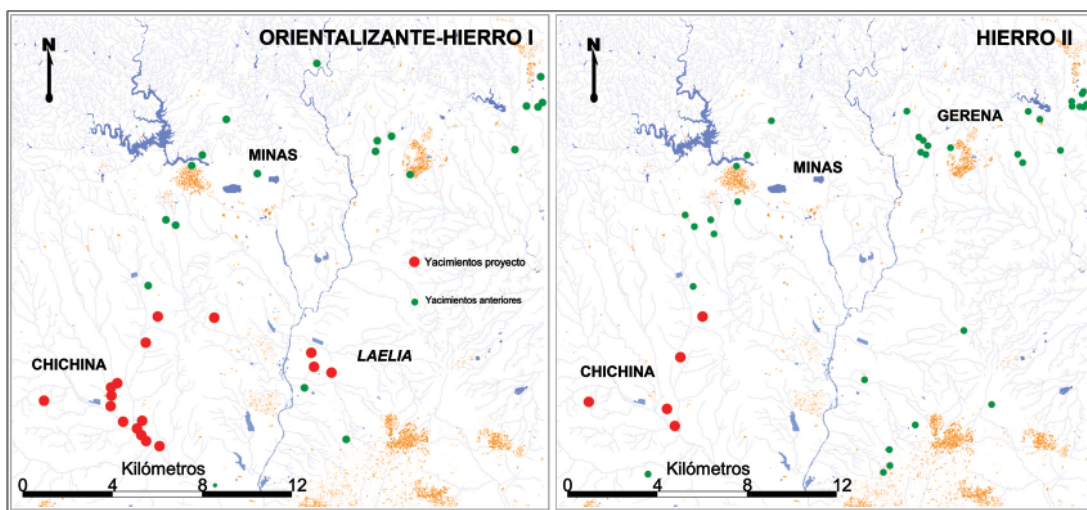 ORIENTALIZANTE-HIERRO I
N
MINAS
Yacimientos proyecto
Yacimientos anteriores
LAELIA
CHICHINA
Kilómetros
0 4 8 12
HIERRO II
N
GERENA
MINAS
CHICHINA
Kilómetros
0 4 8 12